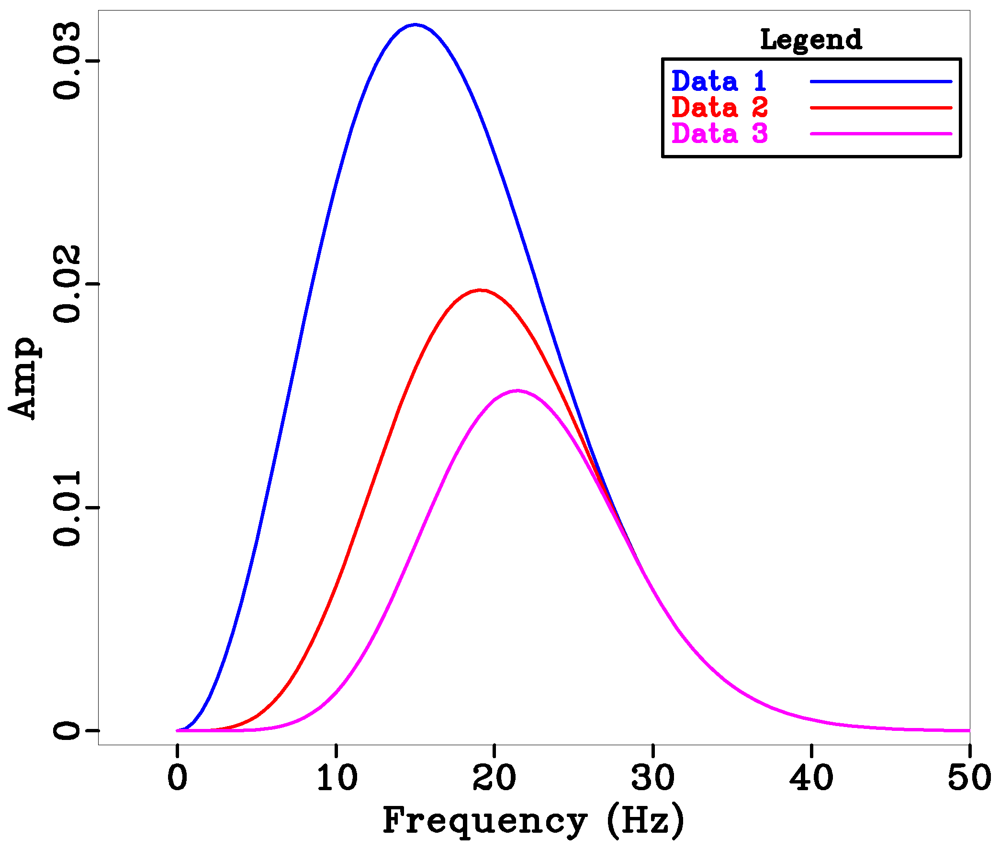 Legend
Data 1
Data 2
Data 3
Amp
0.03
0.02
0.01
0
0 10 20 30 40 50
Frequency (Hz)